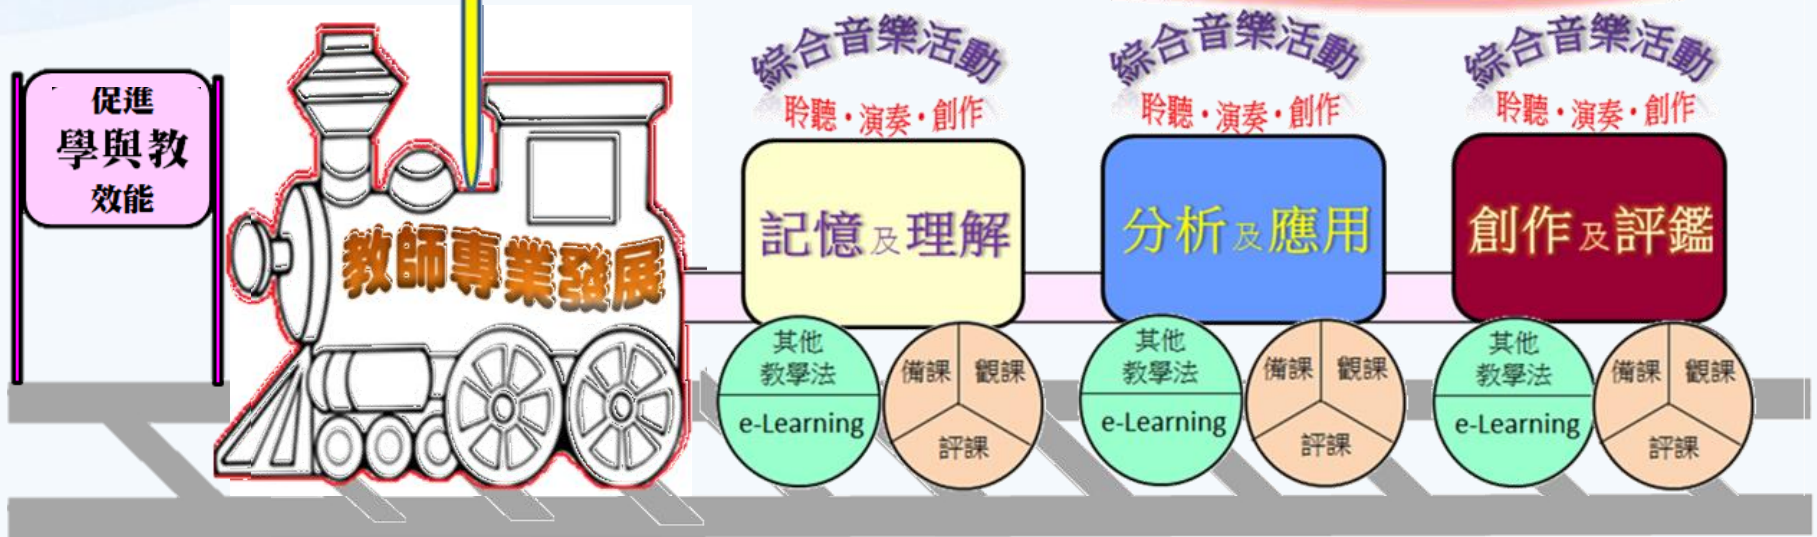 促進
學與教
效能
教師專業發展
綜合音樂活動
聆聽・演奏・創作
記憶及理解
其他
教學法
e-Learning
備課
觀課
評課
綜合音樂活動
聆聽・演奏・創作
分析及應用
其他
教學法
e-Learning
備課
觀課
評課
綜合音樂活動
聆聽・演奏・創作
創作及評鑑
其他
教學法
e-Learning
備課
觀課
評課